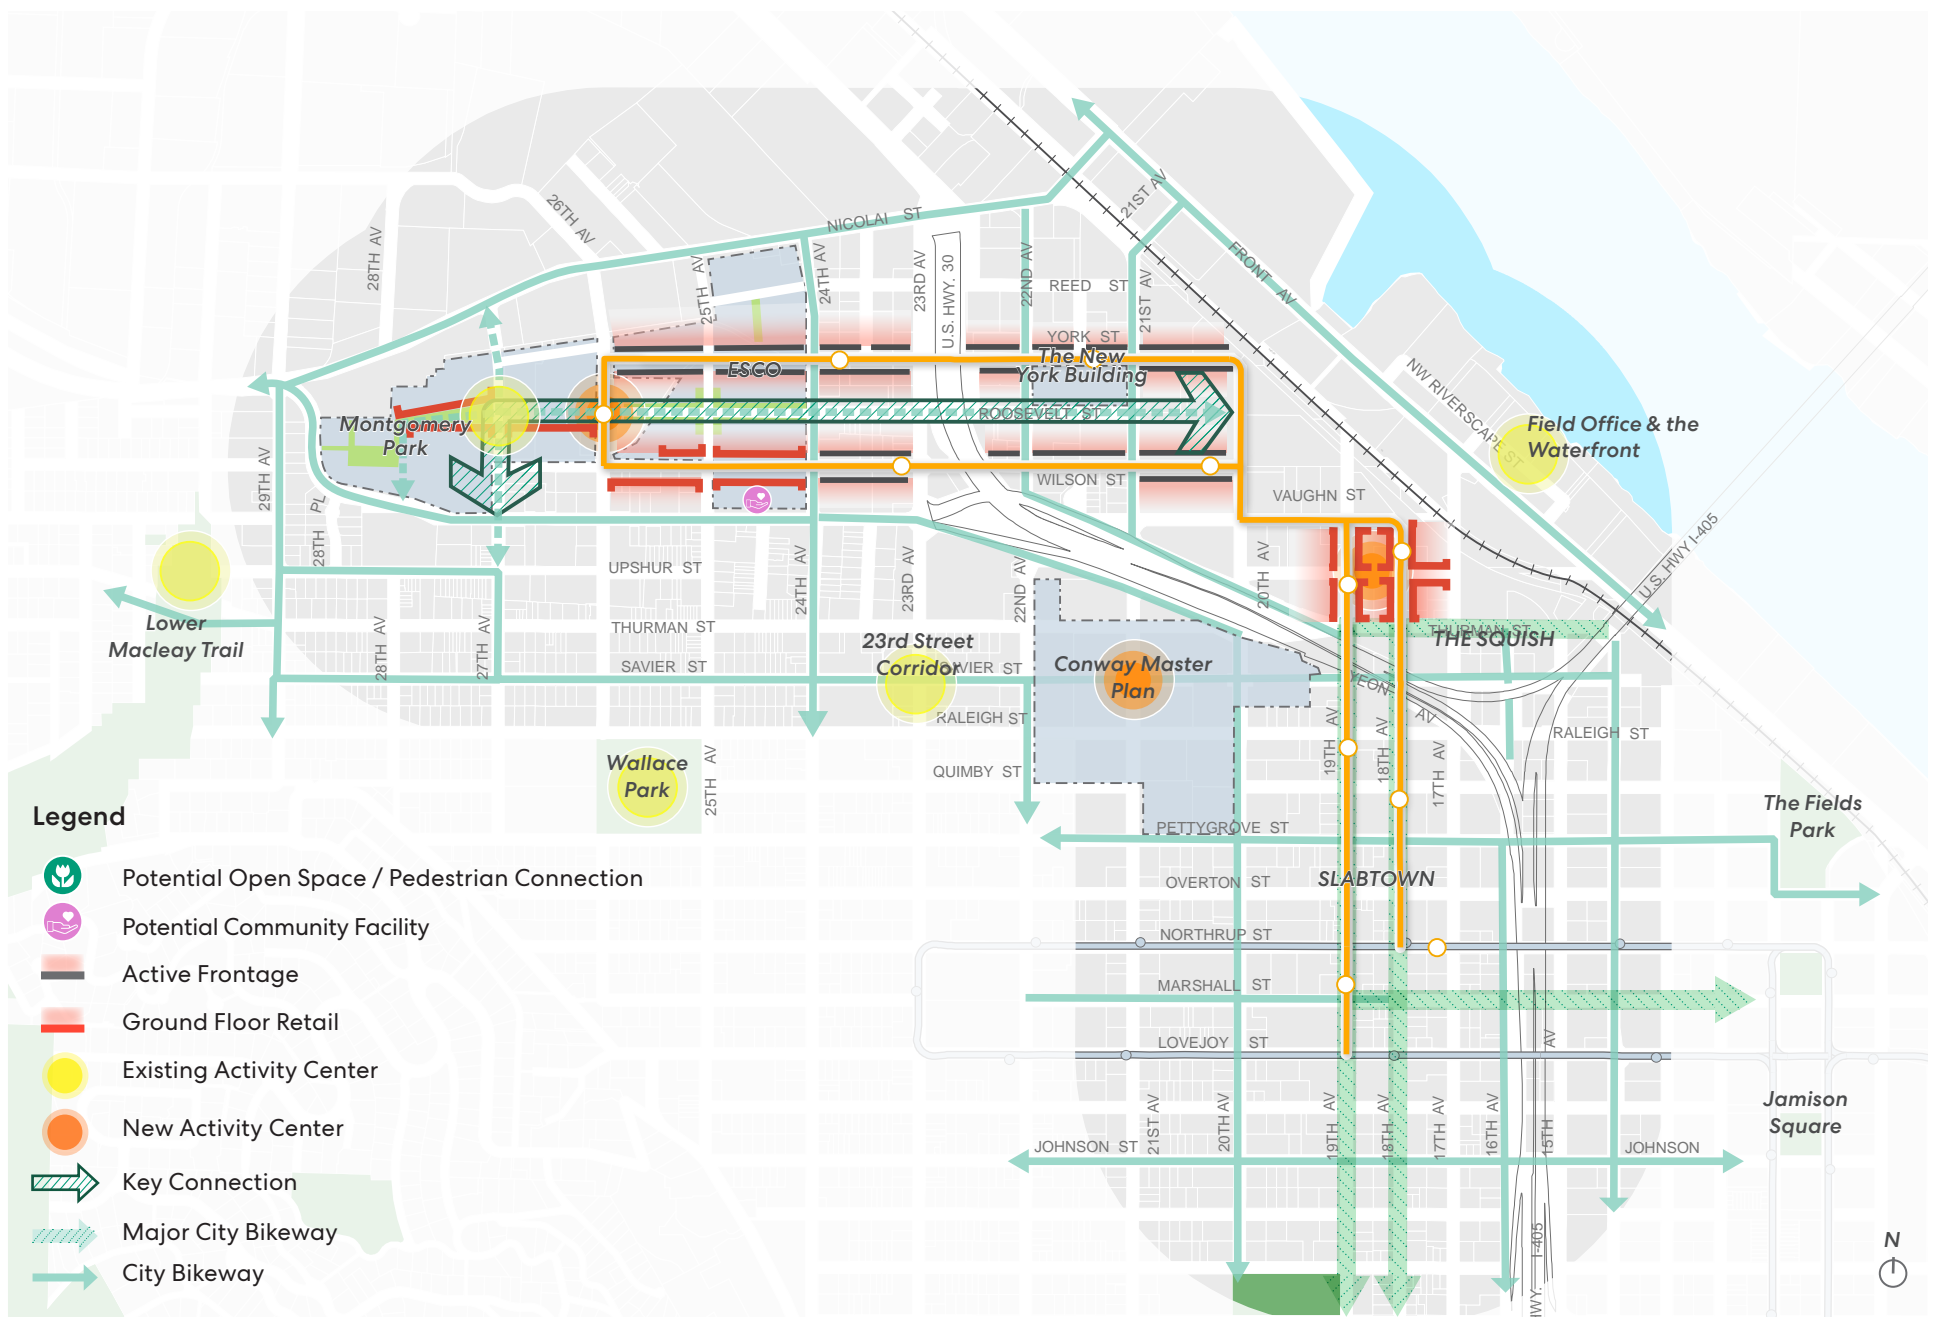 NICOLAI ST
26TH AV
28TH AV
25TH AV
24TH AV
23RD AV
U.S. HWY. 30
22ND AV
REED ST
21ST AV
21ST AV
FRONT AV
YORK ST
The New
York Building
ESCO
ROOSEVELT ST
Montgomery
Park
NW RIVERSCAPE ST
Field Office & the
Waterfront
WILSON ST
VAUGHN ST
29TH AV
28TH PL
UPSHUR ST
24TH AV
23RD AV
22ND AV
20TH AV
U.S. HWY I-405
Lower
Macleay Trail
28TH AV
27TH AV
THURMAN ST
SAVIER ST
23rd Street
Corridor
SAVIER ST
Conway Master
Plan
THURMAN ST
THE SQUISH
YEON AV
RALEIGH ST
RALEIGH ST
19TH AV
18TH AV
17TH AV
Wallace
Park
25TH AV
QUIMBY ST
The Fields
Park
PETTYGROVE ST
OVERTON ST
SLABTOWN
NORTHRUP ST
MARSHALL ST
LOVEJOY ST
21ST AV
20TH AV
19TH AV
18TH AV
17TH AV
16TH AV
15TH AV
Jamison
Square
JOHNSON ST
JOHNSON
HWY. I-405
N
Legend
Potential Open Space / Pedestrian Connection
Potential Community Facility
Active Frontage
Ground Floor Retail
Existing Activity Center
New Activity Center
Key Connection
Major City Bikeway
City Bikeway